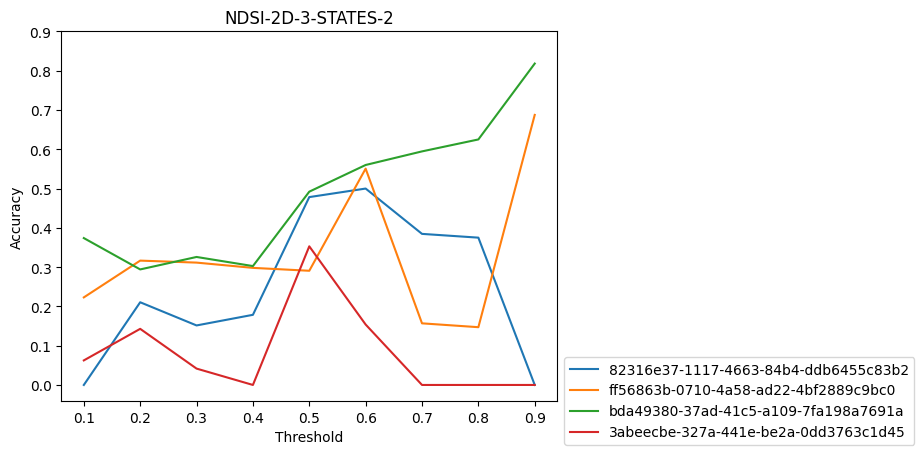 NDSI-2D-3-STATES-2
Accuracy
0.9
0.8
0.7
0.6
0.5
0.4
0.3
0.2
0.1
0.0
0.1 0.2 0.3 0.4 0.5 0.6 0.7 0.8 0.9
Threshold
82316e37-1117-4663-84b4-ddb6455c83b2
ff56863b-0710-4a58-ad22-4bf2889c9bc0
bda49380-37ad-41c5-a109-7fa198a7691a
3abeecbe-327a-441e-be2a-0dd3763c1d45